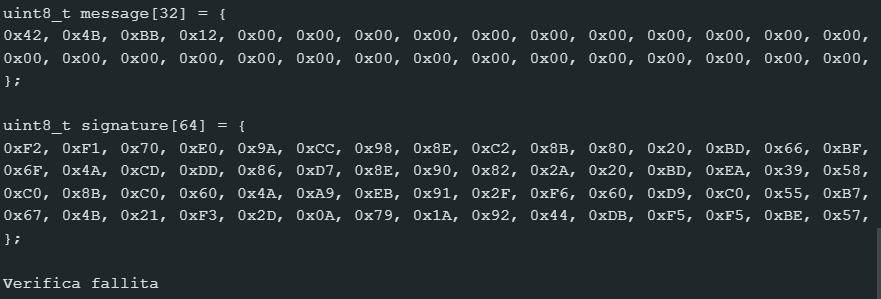 uint8_t message[32] = {
0x42, 0x4B, 0xBB, 0x12, 0x00, 0x00, 0x00, 0x00, 0x00, 0x00, 0x00, 0x00, 0x00, 0x00, 0x00,
0x00, 0x00, 0x00, 0x00, 0x00, 0x00, 0x00, 0x00, 0x00, 0x00, 0x00, 0x00, 0x00, 0x00, 0x00,
};
uint8_t signature[64] = {
0xF2, 0xF1, 0x70, 0xE0, 0x9A, 0xCC, 0x98, 0x8E, 0xC2, 0x8B, 0x80, 0x20, 0xBD, 0x66, 0xBF,
0x6F, 0x4A, 0xCD, 0xDD, 0x86, 0xD7, 0x8E, 0x90, 0x82, 0x2A, 0x20, 0xBD, 0xEA, 0x39, 0x58,
0xC0, 0x8B, 0xC0, 0x60, 0x4A, 0xA9, 0xEB, 0x91, 0x2F, 0xF6, 0x60, 0xD9, 0xC0, 0x55, 0xB7,
0x67, 0x4B, 0x21, 0xF3, 0x2D, 0x0A, 0x79, 0x1A, 0x92, 0x44, 0xDB, 0xF5, 0xF5, 0xBE, 0x57,
};
Verifica fallita